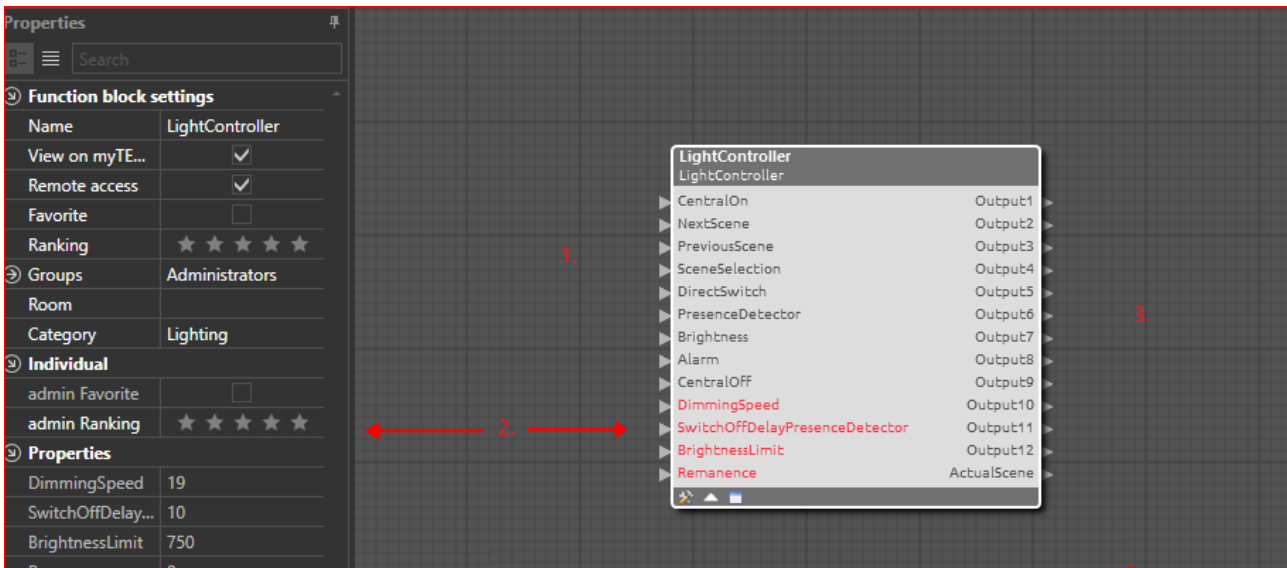 Properties
Search
Function block settings
Name LightController
View on myTE...
Remote access
Favorite
Ranking
Groups Administrators
Room
Category Lighting
Individual
admin Favorite
admin Ranking
Properties
DimmingSpeed 19
SwitchOffDelay... 10
BrightnessLimit 750
1.
2.
LightController
LightController
CentralOn Output1
NextScene Output2
PreviousScene Output3
SceneSelection Output4
DirectSwitch Output5
PresenceDetector Output6
Brightness Output7
Alarm Output8
CentralOff Output9
DimmingSpeed Output10
SwitchOffDelayPresenceDetector Output11
BrightnessLimit Output12
Remanence ActualScene
3.